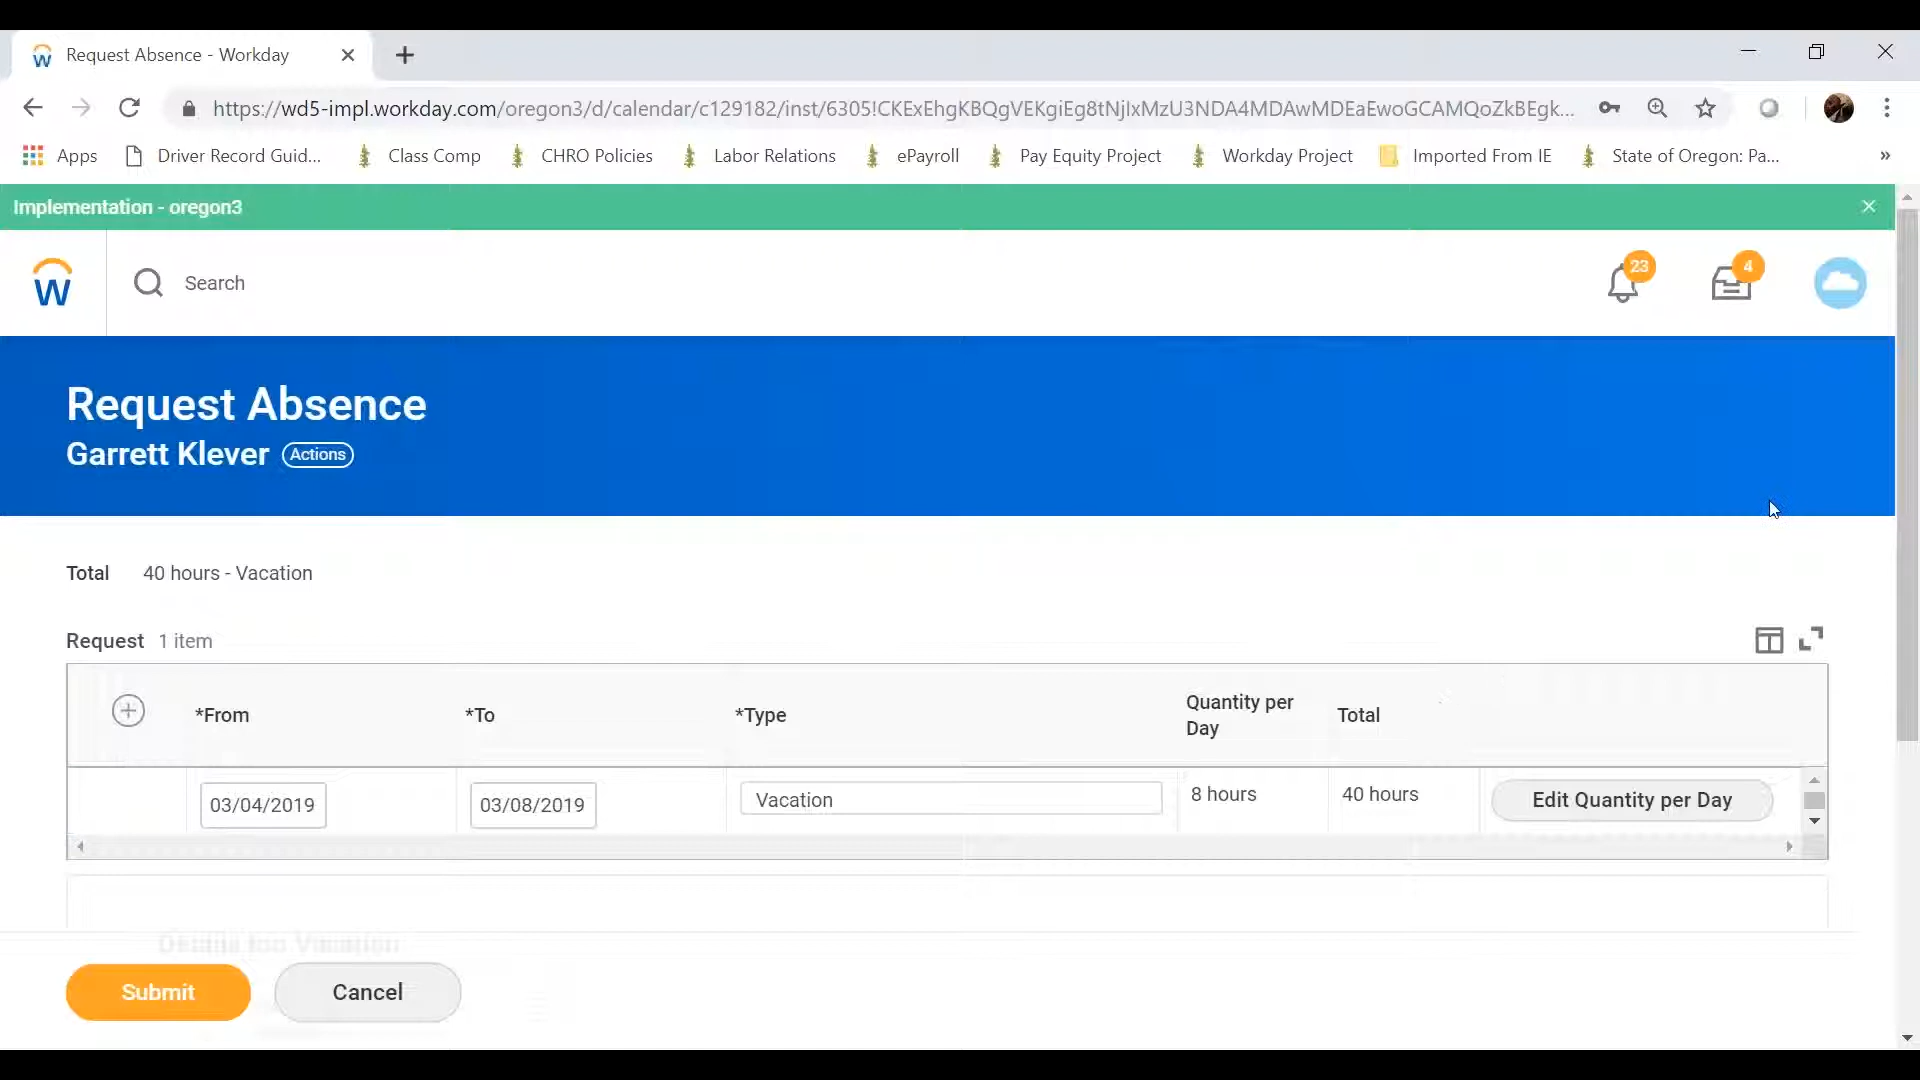 Request Absence - Workday
https://wd5-impl.workday.com/oregon3/d/calendar/c129182/inst/6305!CKExEhgKBQgVEKgiEg8tNjIxMzU3NDA4MDAwMDEaEwoGCAMQoZkBEgk...
Apps Driver Record Guid... Class Comp CHRO Policies Labor Relations ePayroll Pay Equity Project Workday Project Imported From IE State of Oregon: Pa... »
Implementation - oregon3
W Search 23 4
Request Absence
Garrett Klever Actions
Total 40 hours - Vacation
Request 1 item
*From *To *Type Quantity per Day Total
03/04/2019 03/08/2019 Vacation 8 hours 40 hours Edit Quantity per Day
Submit Cancel